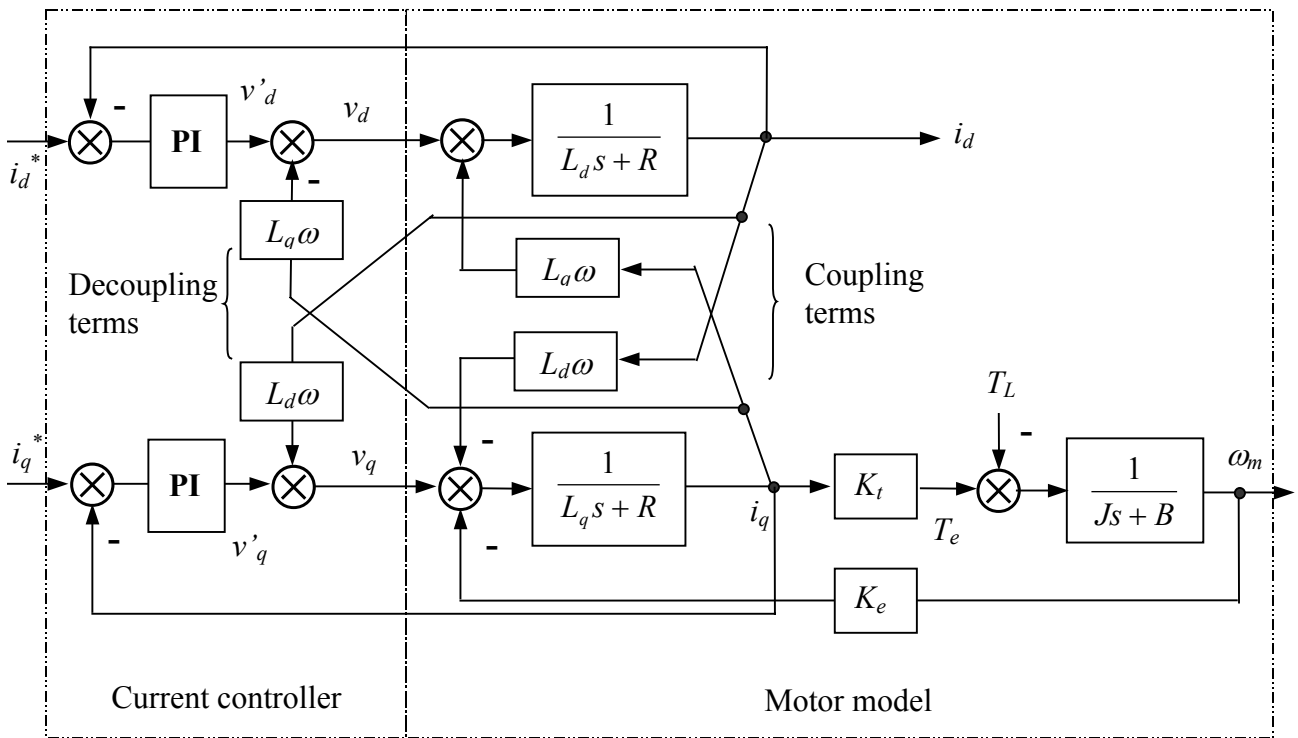 i_d^*
-
PI
v'_d
v_d
-
1
L_d s + R
i_d
L_q ω
L_q ω
Decoupling
terms
Coupling
terms
L_d ω
L_d ω
i_q^*
-
PI
v'_q
v_q
-
-
1
L_q s + R
i_q
K_t
T_e
T_L
-
1
Js + B
ω_m
K_e
Current controller
Motor model